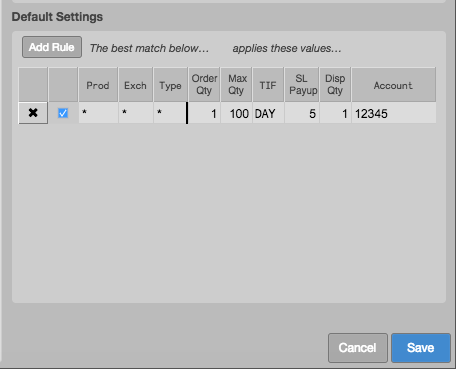 Default Settings
Add Rule The best match below... applies these values...
Prod Exch Type Order Qty Max Qty TIF SL Payup Disp Qty Account
* * * 1 100 DAY 5 1 12345
Cancel Save